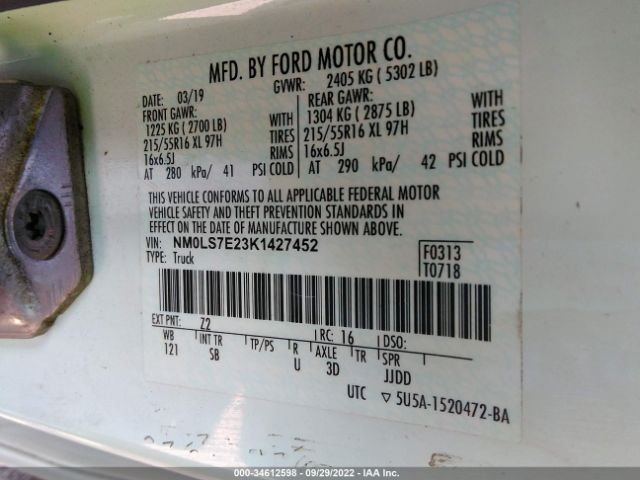 MFD. BY FORD MOTOR CO.
DATE: 03/19 GVWR: 2405 KG ( 5302 LB)
FRONT GAWR: REAR GAWR:
1225 KG ( 2700 LB) WITH 1304 KG ( 2875 LB) WITH
215/55R16 XL 97H TIRES 215/55R16 XL 97H TIRES
16x6.5J RIMS 16x6.5J RIMS
AT 280 kPa/ 41 PSI COLD AT 290 kPa/ 42 PSI COLD
THIS VEHICLE CONFORMS TO ALL APPLICABLE FEDERAL MOTOR
VEHICLE SAFETY AND THEFT PREVENTION STANDARDS IN
EFFECT ON THE DATE OF MANUFACTURE SHOWN ABOVE.
VIN: NM0LS7E23K1427452 F0313
TYPE: Truck T0718
EXT PNT: Z2 RC: 16 DSO:
WB INT TR TP/PS R AXLE TR SPR
121 SB U 3D JJDD
UTC ▽ 5U5A-1520472-BA
000-34612598 - 09/29/2022 - IAA Inc.